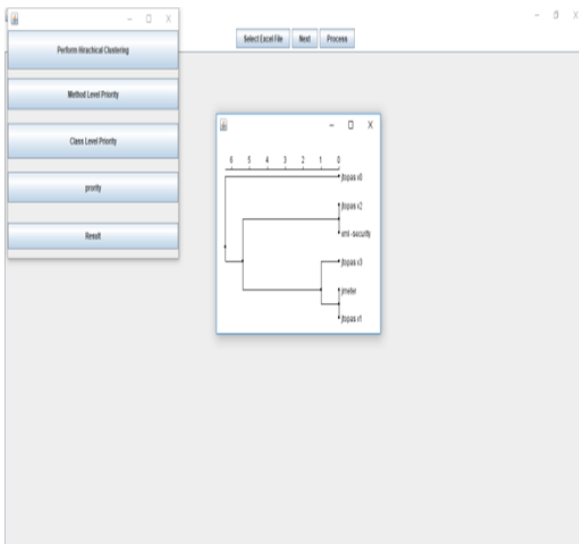 Select Excel File Next Process
Perform Hirachical Clustering
Method Level Priority
Class Level Priority
prority
Result
6 5 4 3 2 1 0
jtopas v0
jtopas v2
xml-security
jtopas v3
jmeter
jtopas v1